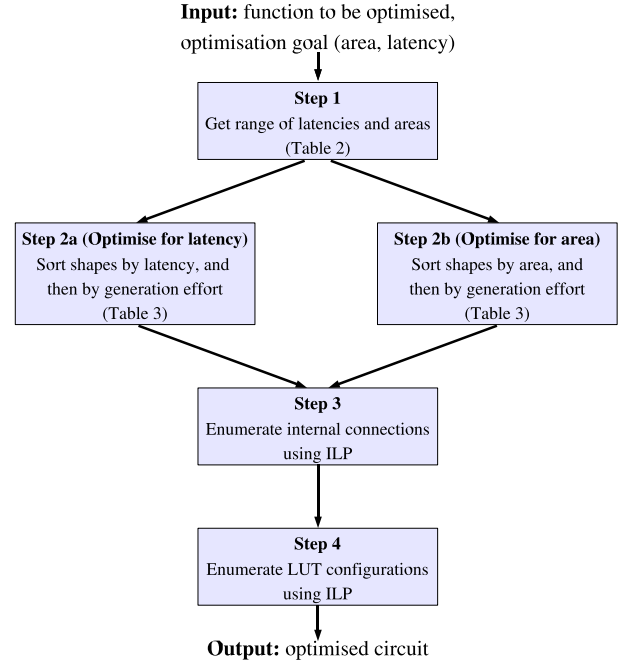 Input: function to be optimised,
optimisation goal (area, latency)
Step 1
Get range of latencies and areas
(Table 2)
Step 2a (Optimise for latency)
Sort shapes by latency, and
then by generation effort
(Table 3)
Step 2b (Optimise for area)
Sort shapes by area, and
then by generation effort
(Table 3)
Step 3
Enumerate internal connections
using ILP
Step 4
Enumerate LUT configurations
using ILP
Output: optimised circuit